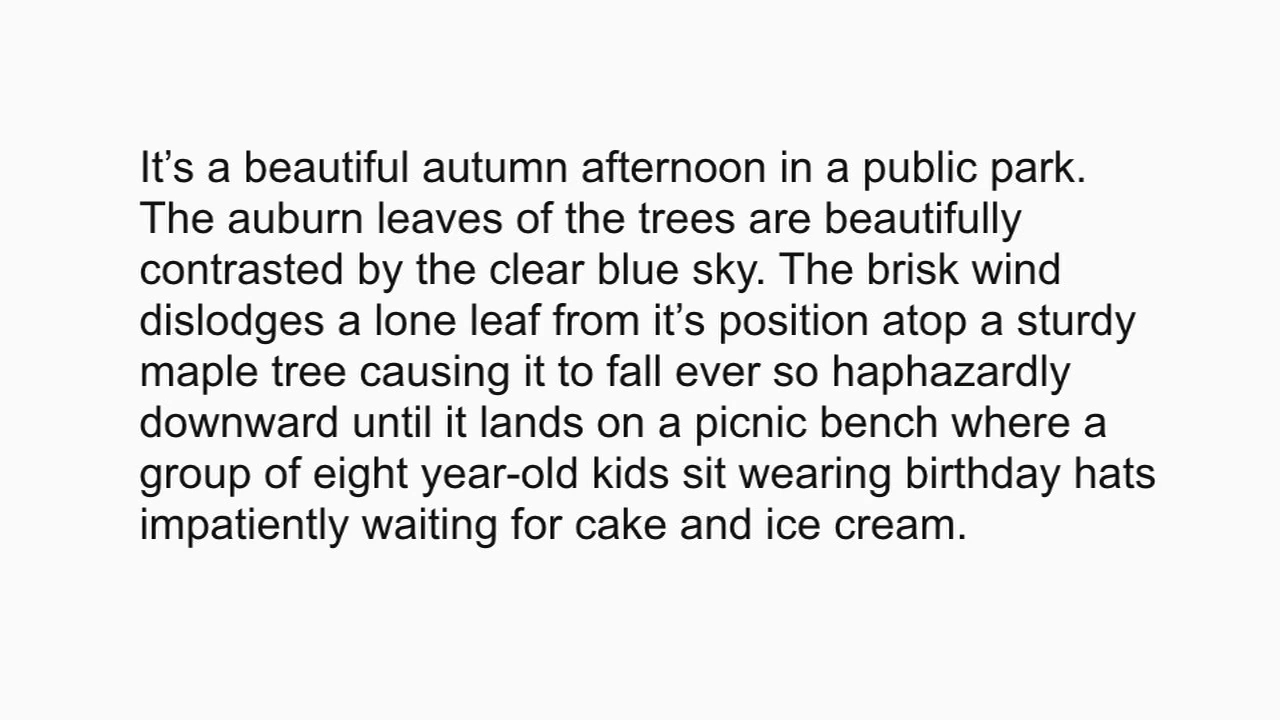 It’s a beautiful autumn afternoon in a public park.
The auburn leaves of the trees are beautifully
contrasted by the clear blue sky. The brisk wind
dislodges a lone leaf from it’s position atop a sturdy
maple tree causing it to fall ever so haphazardly
downward until it lands on a picnic bench where a
group of eight year-old kids sit wearing birthday hats
impatiently waiting for cake and ice cream.